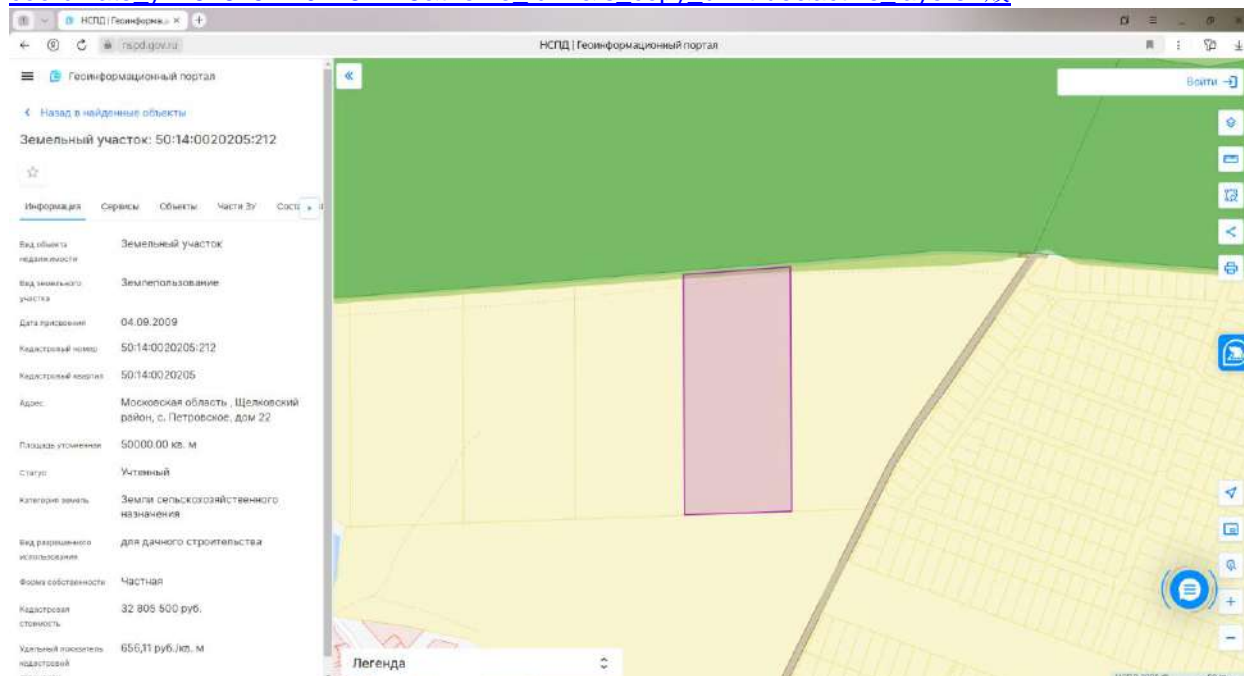 НСПД | Геоинформац...
nspd.gov.ru
НСПД | Геоинформационный портал
Геоинформационный портал
Войти
Назад в найденные объекты
Земельный участок: 50:14:0020205:212
Информация Сервисы Объекты Части ЗУ Соста
Вид объекта недвижимости Земельный участок
Вид земельного участка Землепользование
Дата присвоения 04.09.2009
Кадастровый номер 50:14:0020205:212
Кадастровый квартал 50:14:0020205
Адрес Московская область , Щелковский
район, с. Петровское, дом 22
Площадь уточненная 50000.00 кв. м
Статус Учтенный
Категория земель Земли сельскохозяйственного
назначения
Вид разрешенного использования для дачного строительства
Форма собственности Частная
Кадастровая стоимость 32 805 500 руб.
Удельный показатель кадастровой 656,11 руб./кв. м
Легенда